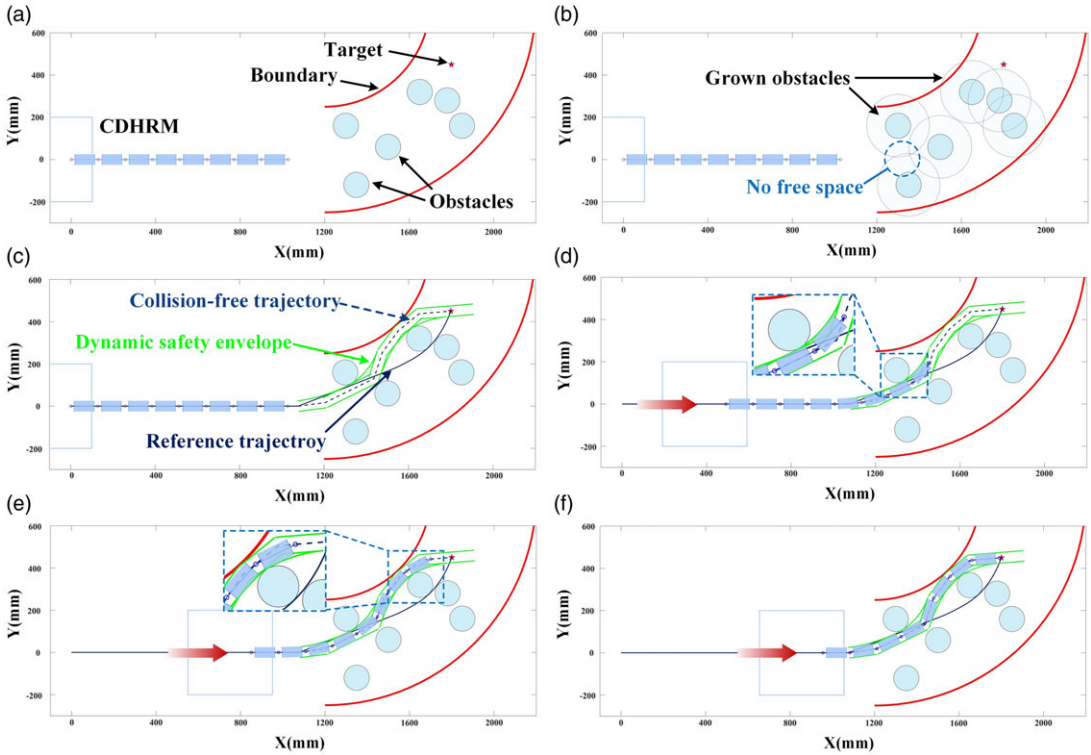 (a)
600
400
200
0
-200
Y(mm)
Target
Boundary
CDHRM
Obstacles
0
400
800
1200
1600
2000
X(mm)
(b)
600
400
200
0
-200
Y(mm)
Grown obstacles
No free space
0
400
800
1200
1600
2000
X(mm)
(c)
600
400
200
0
-200
Y(mm)
Collision-free trajectory
Dynamic safety envelope
Reference trajectroy
0
400
800
1200
1600
2000
X(mm)
(d)
600
400
200
0
-200
Y(mm)
0
400
800
1200
1600
2000
X(mm)
(e)
600
400
200
0
-200
Y(mm)
0
400
800
1200
1600
2000
X(mm)
(f)
600
400
200
0
-200
Y(mm)
0
400
800
1200
1600
2000
X(mm)